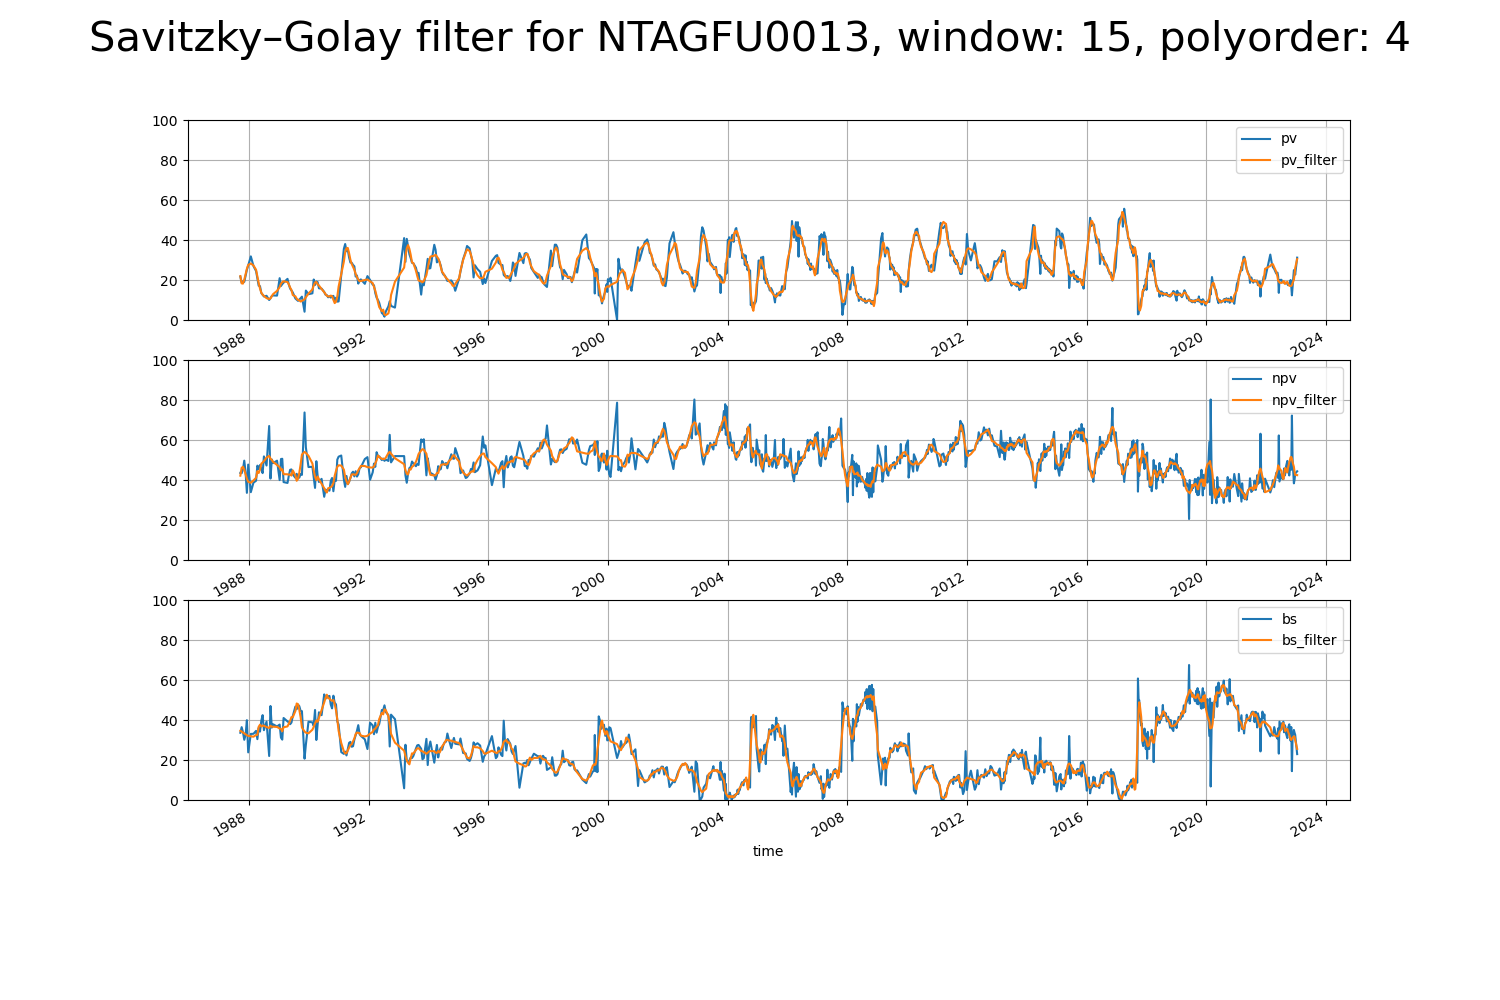 Savitzky–Golay filter for NTAGFU0013, window: 15, polyorder: 4
100
80
60
40
20
0
pv
pv_filter
1988 1992 1996 2000 2004 2008 2012 2016 2020 2024
100
80
60
40
20
0
npv
npv_filter
1988 1992 1996 2000 2004 2008 2012 2016 2020 2024
100
80
60
40
20
0
bs
bs_filter
1988 1992 1996 2000 2004 2008 2012 2016 2020 2024
time